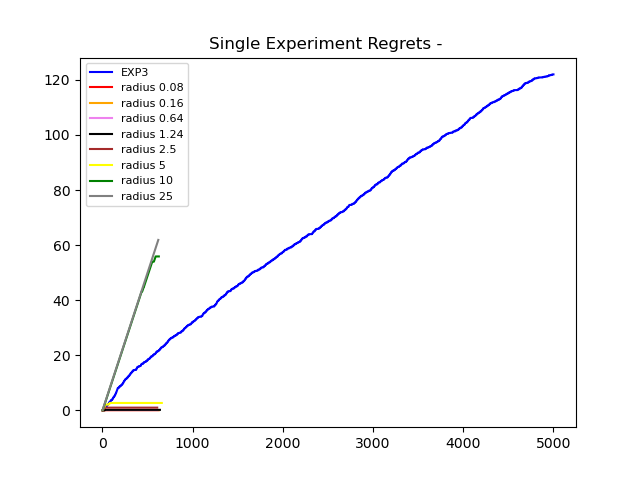 Single Experiment Regrets -
EXP3
radius 0.08
radius 0.16
radius 0.64
radius 1.24
radius 2.5
radius 5
radius 10
radius 25
120
100
80
60
40
20
0
0 1000 2000 3000 4000 5000